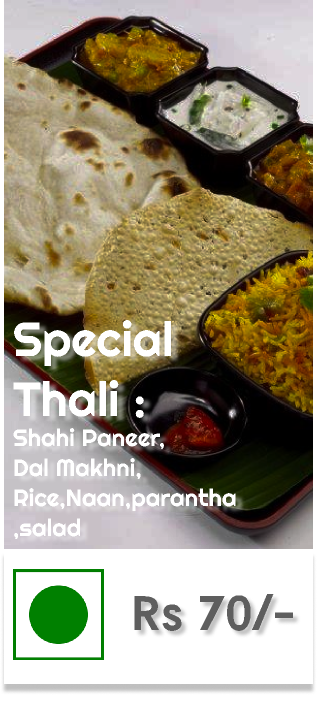 Special
Thali :
Shahi Paneer,
Dal Makhni,
Rice,Naan,parantha
,salad
Rs 70/-